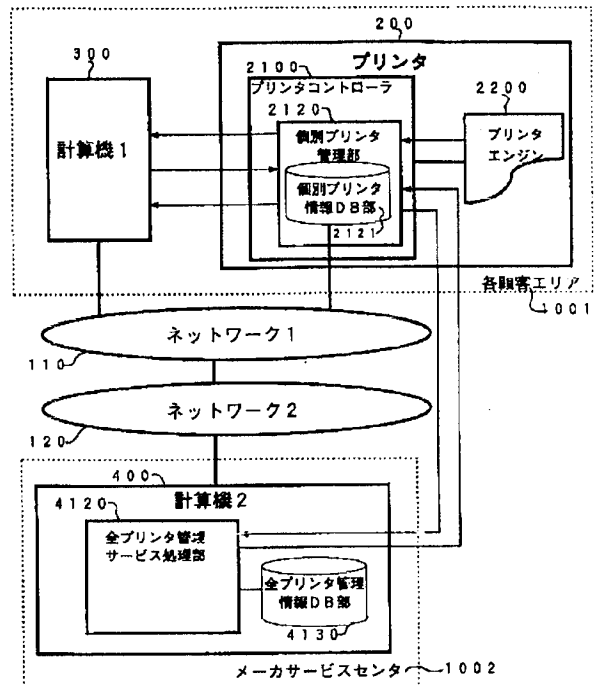 200
プリンタ
300
計算機1
2100
プリンタコントローラ
2120
個別プリンタ
管理部
個別プリンタ
情報DB部
2121
2200
プリンタ
エンジン
各顧客エリア
1001
ネットワーク1
110
ネットワーク2
120
400
計算機2
4120
全プリンタ管理
サービス処理部
全プリンタ管理
情報DB部
4130
メーカサービスセンタ
1002